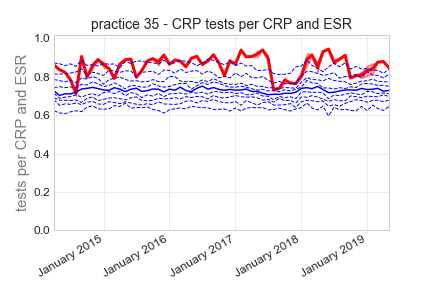 practice 35 - CRP tests per CRP and ESR
tests per CRP and ESR
1.0
0.8
0.6
0.4
0.2
0.0
January 2015
January 2016
January 2017
January 2018
January 2019